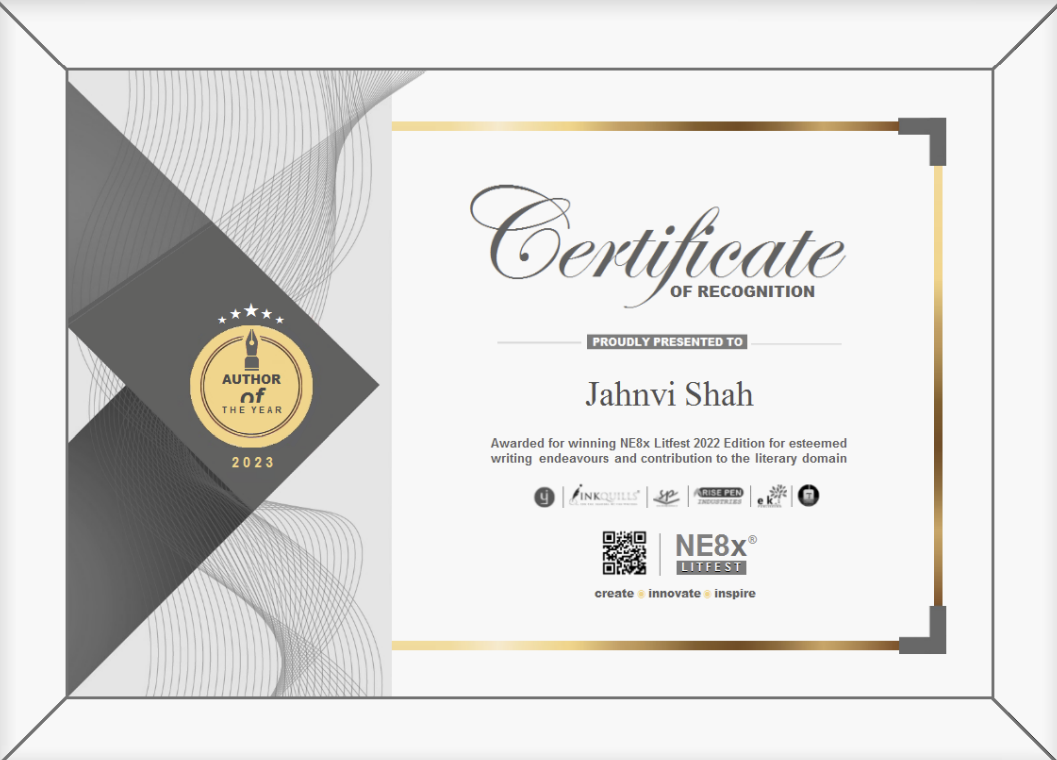 Certificate
OF RECOGNITION
PROUDLY PRESENTED TO
Jahnvi Shah
Awarded for winning NE8x Litfest 2022 Edition for esteemed
writing endeavours and contribution to the literary domain
AUTHOR
of
THE YEAR
2023
INKQUILLS
SP
ARISE PEN
INDUSTRIES
NE8x®
LITFEST
create innovate inspire